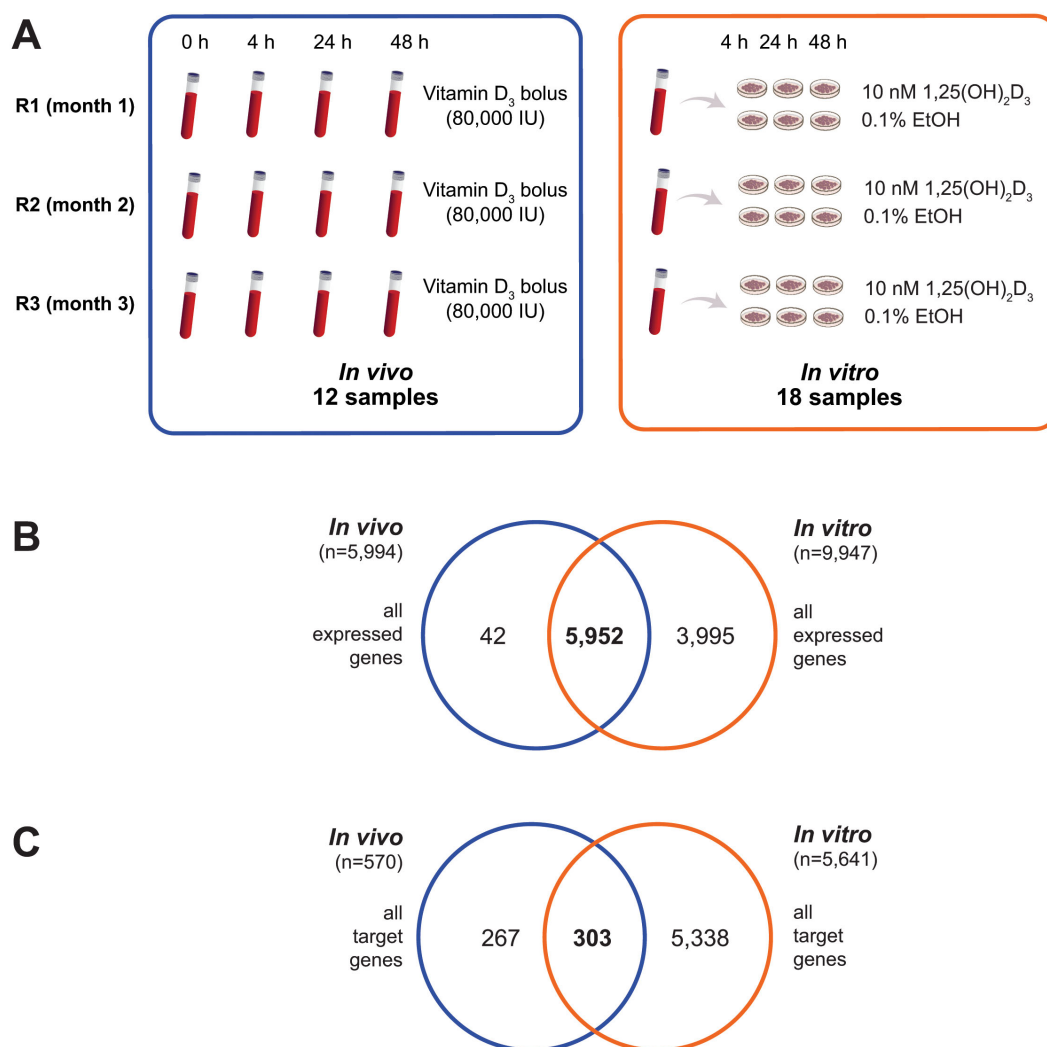 A
0 h 4 h 24 h 48 h
4 h 24 h 48 h
R1 (month 1)
Vitamin D₃ bolus
(80,000 IU)
10 nM 1,25(OH)₂D₃
0.1% EtOH
R2 (month 2)
Vitamin D₃ bolus
(80,000 IU)
10 nM 1,25(OH)₂D₃
0.1% EtOH
R3 (month 3)
Vitamin D₃ bolus
(80,000 IU)
10 nM 1,25(OH)₂D₃
0.1% EtOH
In vivo
12 samples
In vitro
18 samples
B
In vivo
(n=5,994)
In vitro
(n=9,947)
all
expressed
genes
42
5,952
3,995
all
expressed
genes
C
In vivo
(n=570)
In vitro
(n=5,641)
all
target
genes
267
303
5,338
all
target
genes